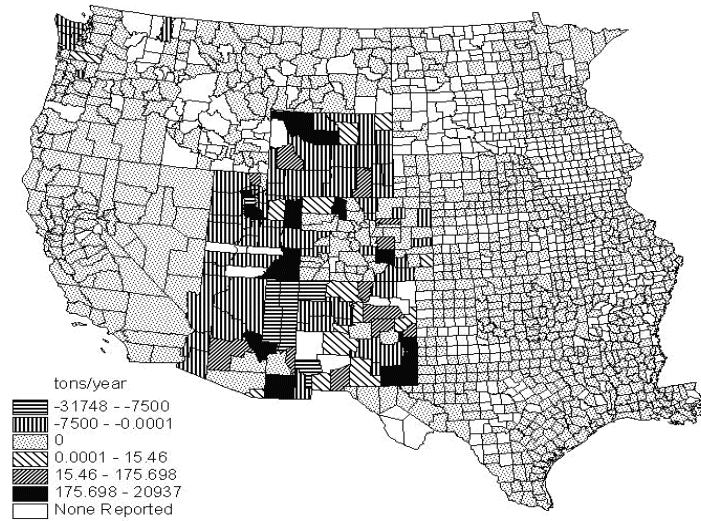 tons/year
-31748 - -7500
-7500 - -0.0001
0
0.0001 - 15.46
15.46 - 175.698
175.698 - 20937
None Reported